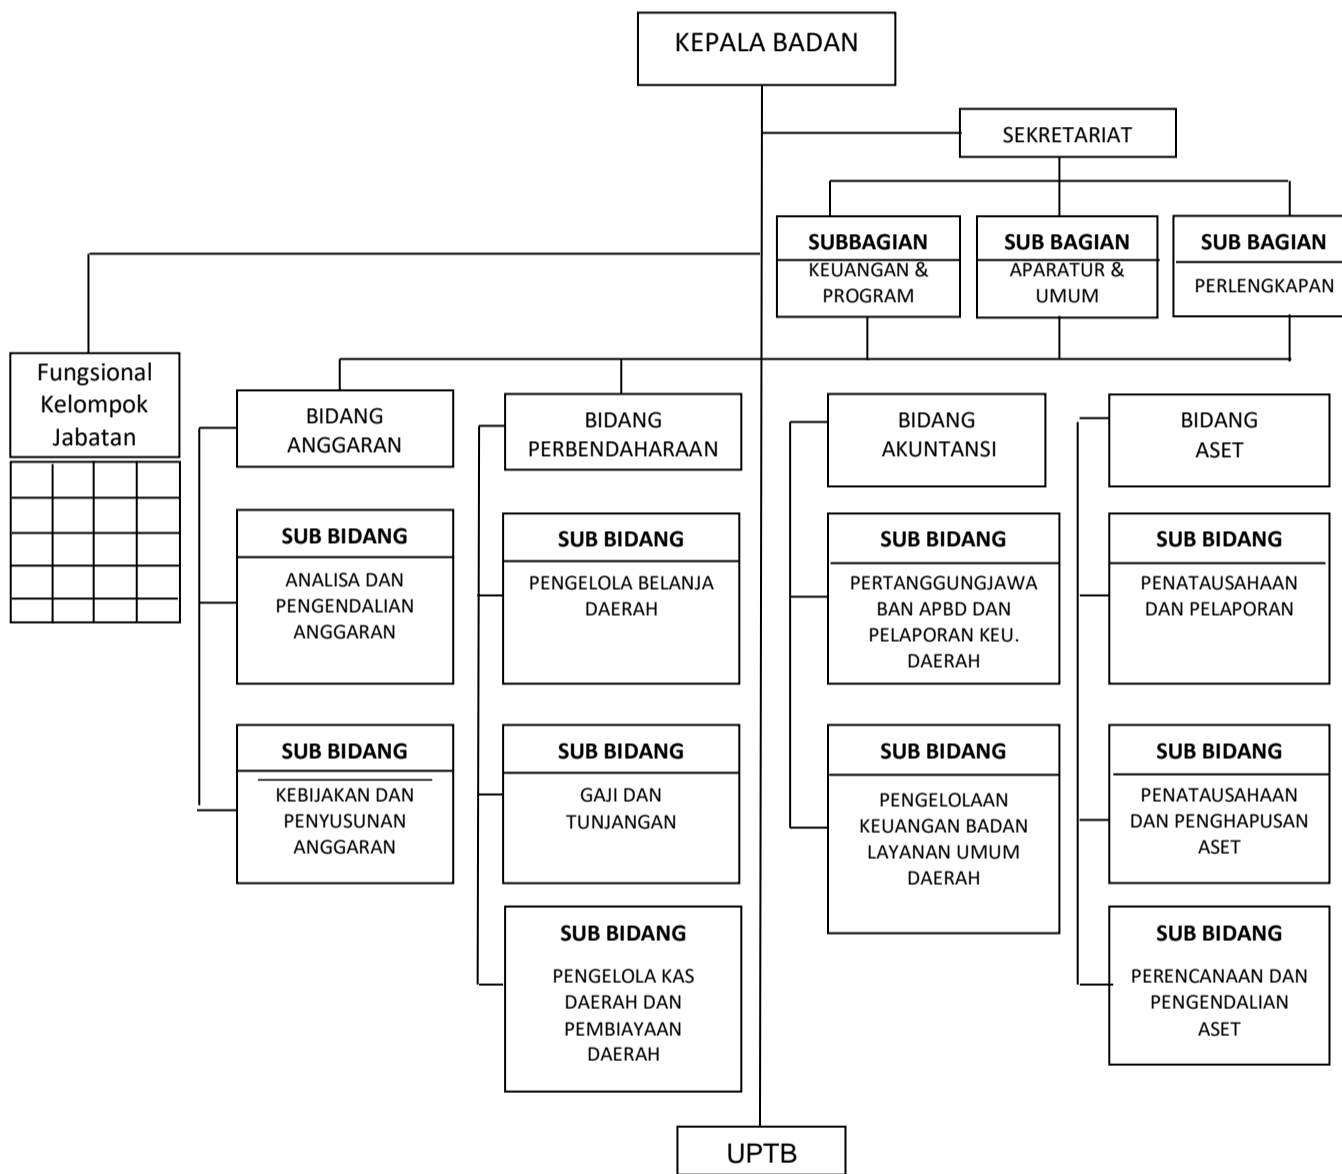 KEPALA BADAN
SEKRETARIAT
SUBBAGIAN
KEUANGAN &
PROGRAM
SUB BAGIAN
APARATUR &
UMUM
SUB BAGIAN
PERLENGKAPAN
Fungsional
Kelompok
Jabatan
BIDANG
ANGGARAN
SUB BIDANG
ANALISA DAN
PENGENDALIAN
ANGGARAN
SUB BIDANG
KEBIJAKAN DAN
PENYUSUNAN
ANGGARAN
BIDANG
PERBENDAHARAAN
SUB BIDANG
PENGELOLA BELANJA
DAERAH
SUB BIDANG
GAJI DAN
TUNJANGAN
SUB BIDANG
PENGELOLA KAS
DAERAH DAN
PEMBIAYAAN
DAERAH
BIDANG
AKUNTANSI
SUB BIDANG
PERTANGGUNGJAWA
BAN APBD DAN
PELAPORAN KEU.
DAERAH
SUB BIDANG
PENGELOLAAN
KEUANGAN BADAN
LAYANAN UMUM
DAERAH
BIDANG
ASET
SUB BIDANG
PENATAUSAHAAN
DAN PELAPORAN
SUB BIDANG
PENATAUSAHAAN
DAN PENGHAPUSAN
ASET
SUB BIDANG
PERENCANAAN DAN
PENGENDALIAN
ASET
UPTB